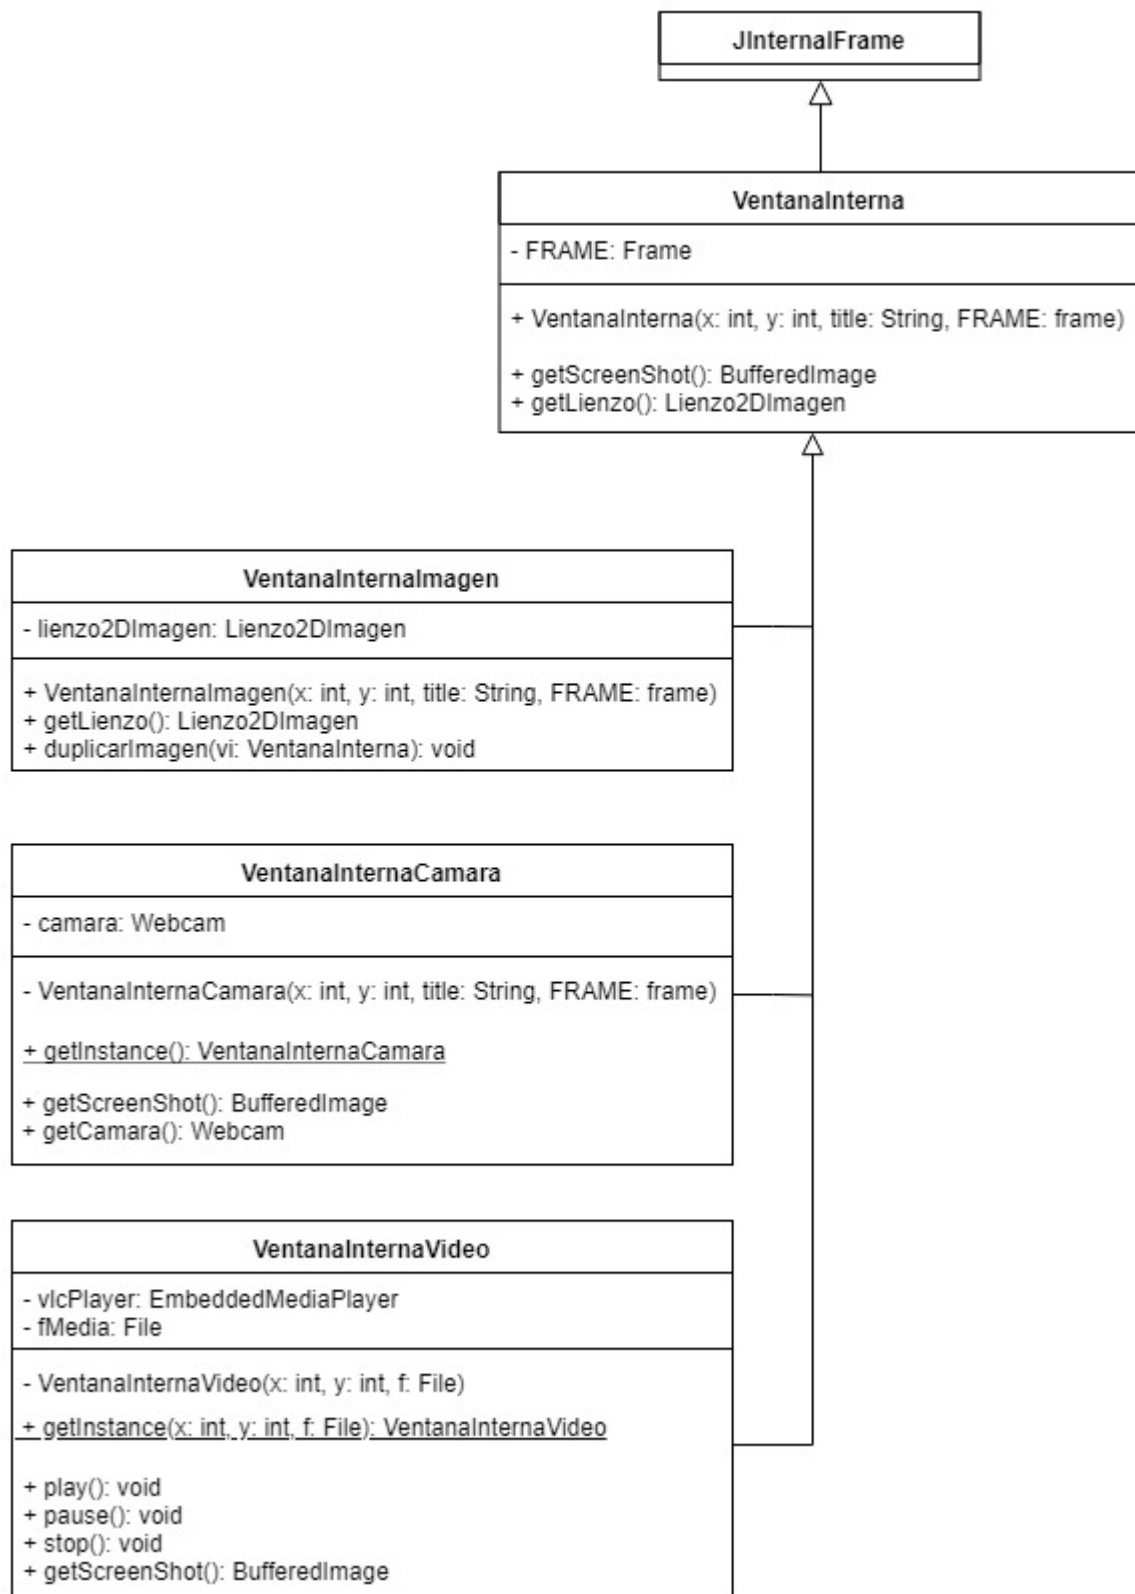 JInternalFrame
VentanaInterna
- FRAME: Frame
+ VentanaInterna(x: int, y: int, title: String, FRAME: frame)
+ getScreenShot(): BufferedImage
+ getLienzo(): Lienzo2DImagen
VentanaInternaImagen
- lienzo2DImagen: Lienzo2DImagen
+ VentanaInternaImagen(x: int, y: int, title: String, FRAME: frame)
+ getLienzo(): Lienzo2DImagen
+ duplicarImagen(vi: VentanaInterna): void
VentanaInternaCamara
- camara: Webcam
- VentanaInternaCamara(x: int, y: int, title: String, FRAME: frame)
+ getInstance(): VentanaInternaCamara
+ getScreenShot(): BufferedImage
+ getCamara(): Webcam
VentanaInternaVideo
- vlcPlayer: EmbeddedMediaPlayer
- fMedia: File
- VentanaInternaVideo(x: int, y: int, f: File)
+ getInstance(x: int, y: int, f: File): VentanaInternaVideo
+ play(): void
+ pause(): void
+ stop(): void
+ getScreenShot(): BufferedImage